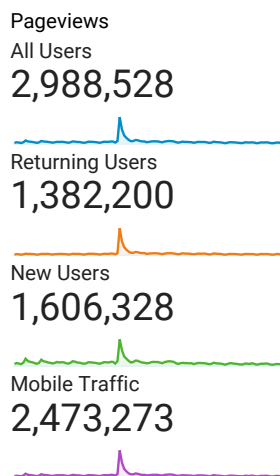 Pageviews
All Users
2,988,528
Returning Users
1,382,200
New Users
1,606,328
Mobile Traffic
2,473,273